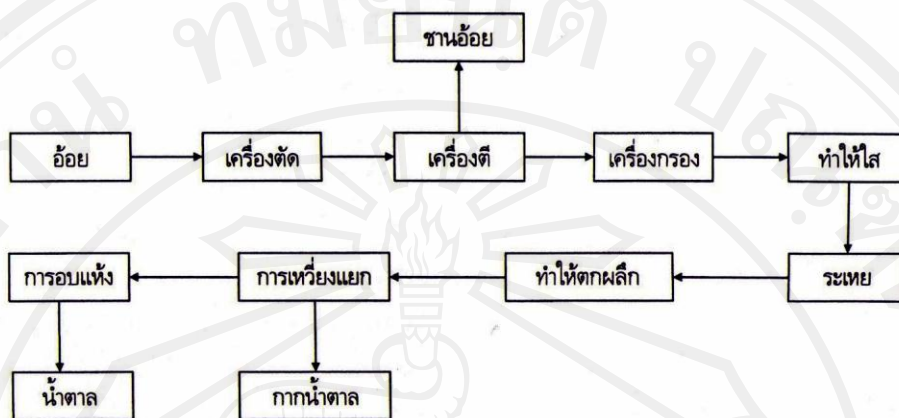 ชานอ้อย
อ้อย
เครื่องตัด
เครื่องตี
เครื่องกรอง
ทำให้ใส
การอบแห้ง
การเหวี่ยงแยก
ทำให้ตกผลึก
ระเหย
น้ำตาล
กากน้ำตาล